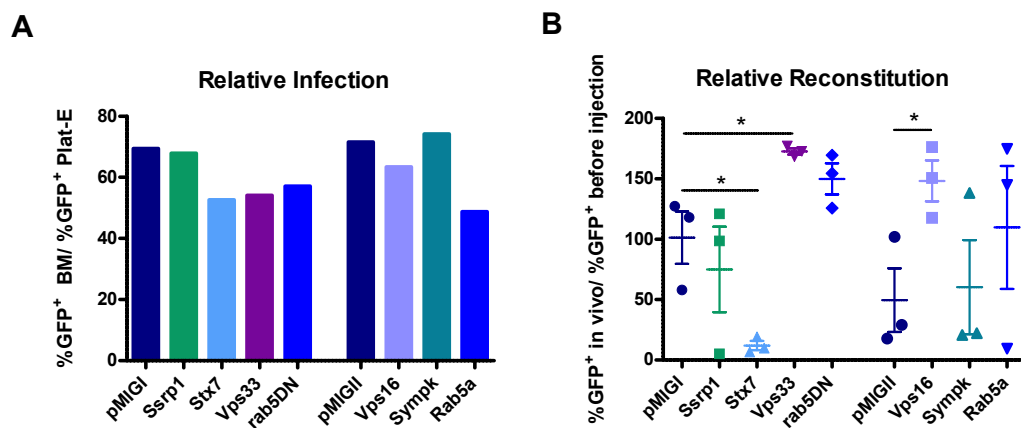 A
Relative Infection
%GFP+ BM/ %GFP+ Plat-E
80
60
40
20
0
pMIGI
Ssrp1
Stx7
Vps33
rab5DN
pMIGII
Vps16
Sympk
Rab5a
B
Relative Reconstitution
%GFP+ in vivo/ %GFP+ before injection
200
150
100
50
0
*
*
*
pMIGI
Ssrp1
Stx7
Vps33
rab5DN
pMIGII
Vps16
Sympk
Rab5a